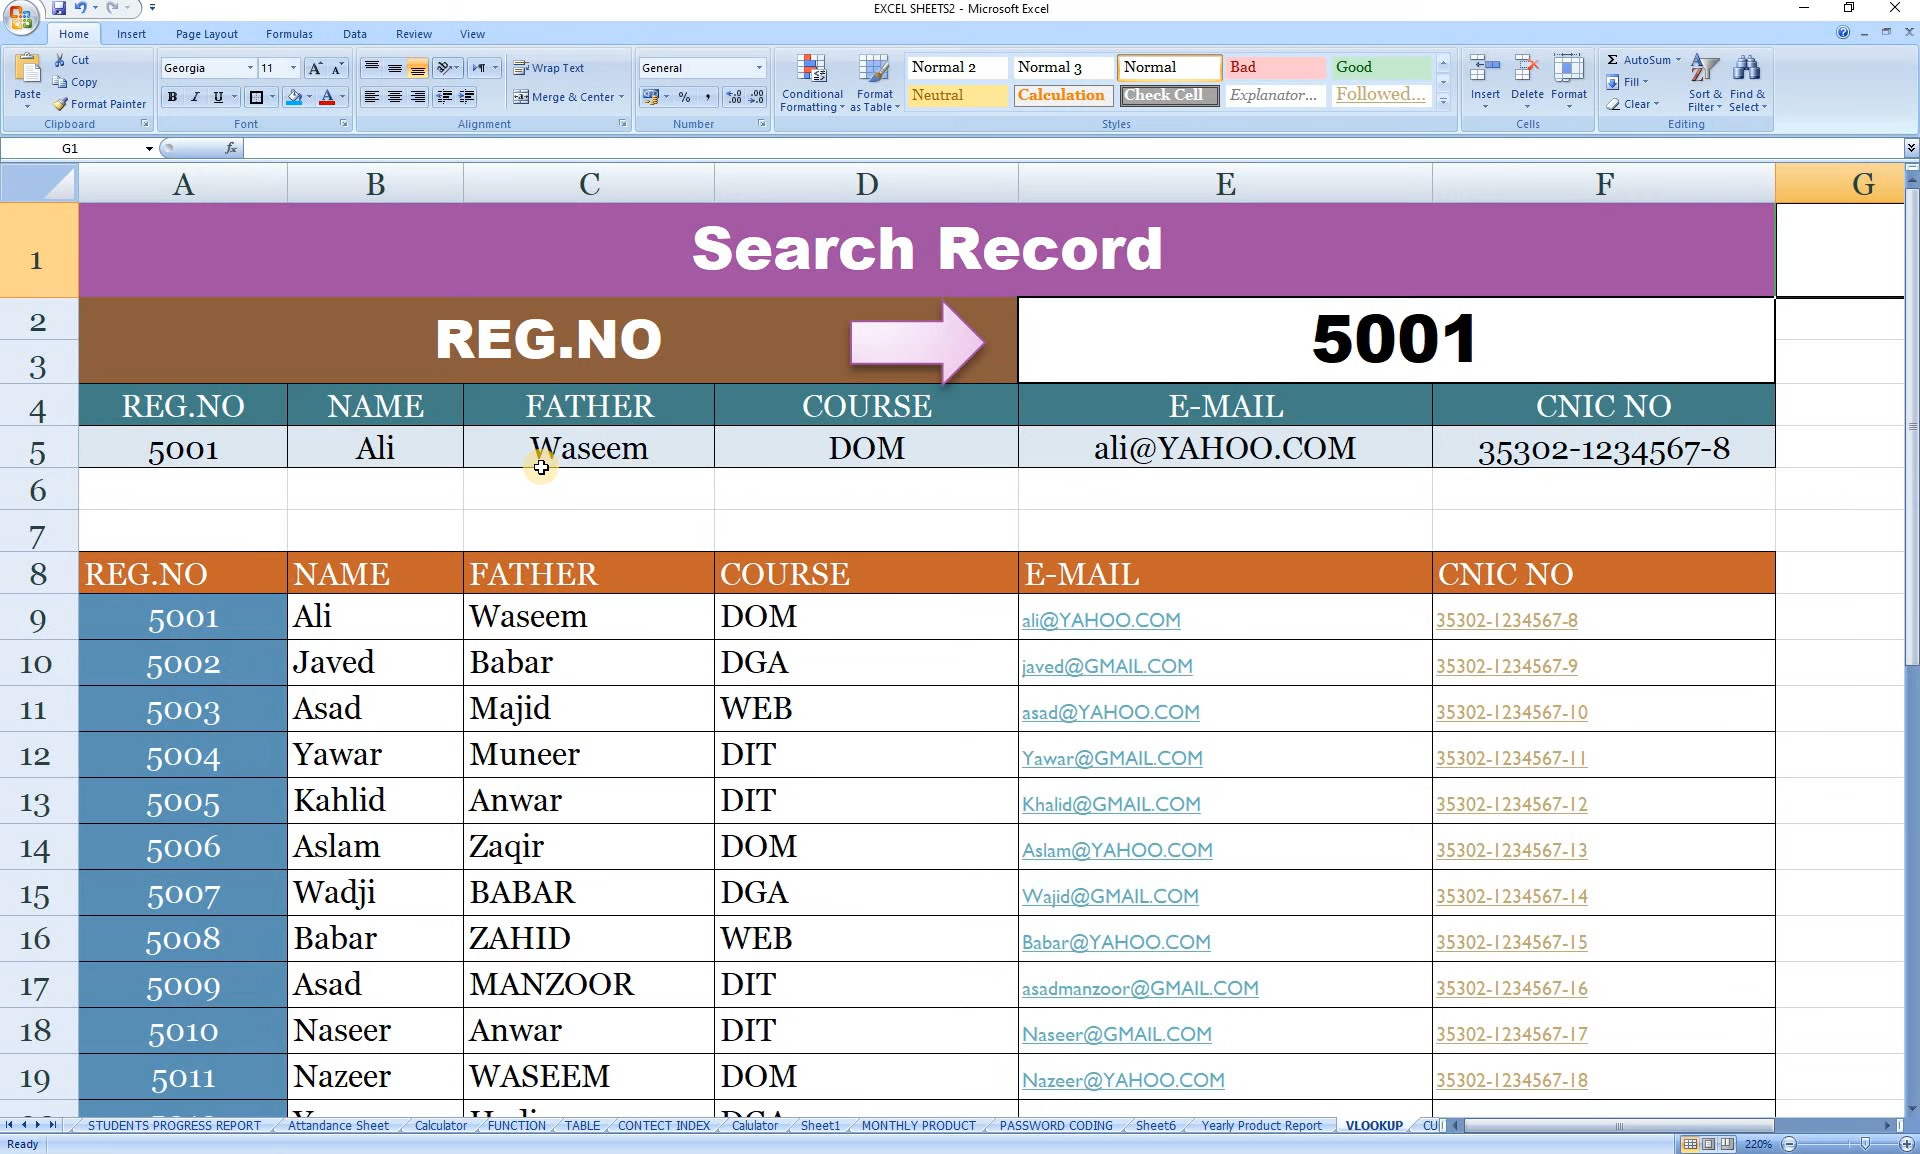 EXCEL SHEETS2 - Microsoft Excel
Home Insert Page Layout Formulas Data Review View
Paste Cut Copy Format Painter
Clipboard
Georgia 11 A A
B I U A
Font
Wrap Text
Merge & Center
Alignment
General
% ,
Number
Conditional Formatting
Format as Table
Normal 2 Normal 3 Normal Bad Good
Neutral Calculation Check Cell Explanator... Followed...
Styles
Insert Delete Format
Cells
Σ AutoSum
Fill
Clear
Sort & Filter
Find & Select
Editing
G1 fx
A B C D E F G
1 Search Record
2 REG.NO 5001
3
4 REG.NO NAME FATHER COURSE E-MAIL CNIC NO
5 5001 Ali Waseem DOM ali@YAHOO.COM 35302-1234567-8
6
7
8 REG.NO NAME FATHER COURSE E-MAIL CNIC NO
9 5001 Ali Waseem DOM ali@YAHOO.COM 35302-1234567-8
10 5002 Javed Babar DGA javed@GMAIL.COM 35302-1234567-9
11 5003 Asad Majid WEB asad@YAHOO.COM 35302-1234567-10
12 5004 Yawar Muneer DIT Yawar@GMAIL.COM 35302-1234567-11
13 5005 Kahlid Anwar DIT Khalid@GMAIL.COM 35302-1234567-12
14 5006 Aslam Zaqir DOM Aslam@YAHOO.COM 35302-1234567-13
15 5007 Wadji BABAR DGA Wajid@GMAIL.COM 35302-1234567-14
16 5008 Babar ZAHID WEB Babar@YAHOO.COM 35302-1234567-15
17 5009 Asad MANZOOR DIT asadmanzoor@GMAIL.COM 35302-1234567-16
18 5010 Naseer Anwar DIT Naseer@GMAIL.COM 35302-1234567-17
19 5011 Nazeer WASEEM DOM Nazeer@YAHOO.COM 35302-1234567-18
STUDENTS PROGRESS REPORT Attandance Sheet Calculator FUNCTION TABLE CONTECT INDEX Calulator Sheet1 MONTHLY PRODUCT PASSWORD CODING Sheet6 Yearly Product Report VLOOKUP CU
Ready 220%